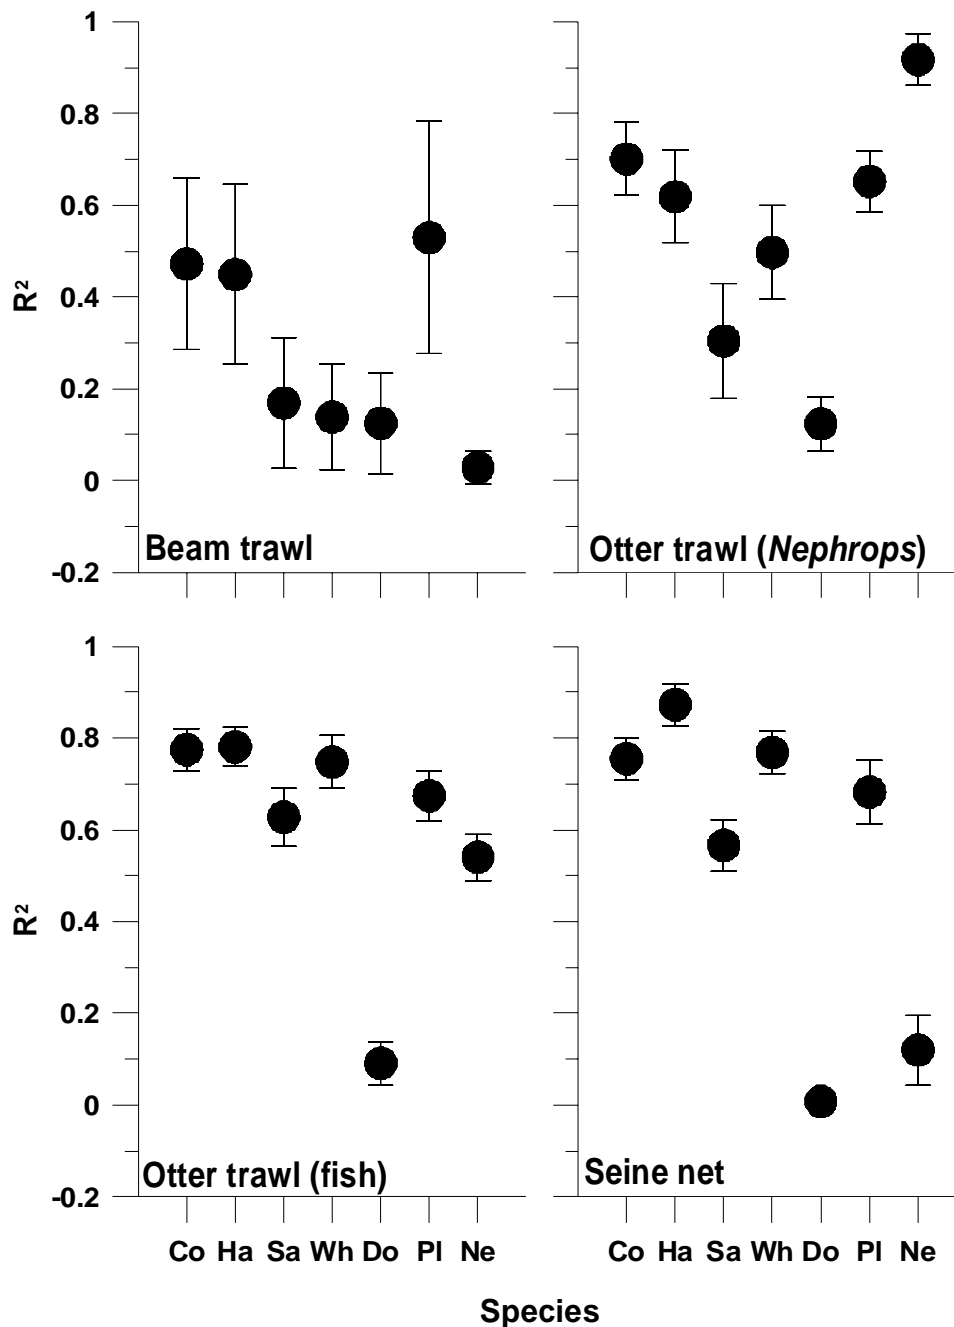 1
0.8
0.6
0.4
0.2
0
-0.2
R²
Beam trawl
Otter trawl (Nephrops)
1
0.8
0.6
0.4
0.2
0
-0.2
R²
Otter trawl (fish)
Seine net
Co Ha Sa Wh Do Pl Ne
Co Ha Sa Wh Do Pl Ne
Species